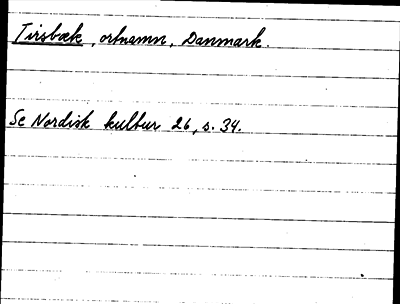 Tirsbæk, ortnamn, Danmark.
Se Nordisk kultur 26, s. 34.